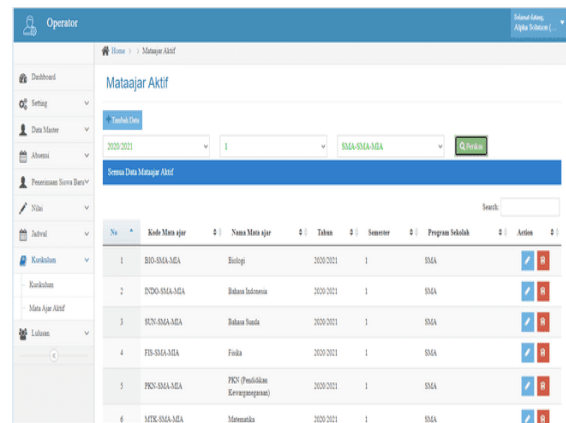 Operator
Selamat datang,
Alpha Solution ( ...
Home > > Mataajar Aktif
Dashboard
Setting
Data Master
Absensi
Penerimaan Siswa Baru
Nilai
Jadwal
Kurikulum
Kurikulum
Mata Ajar Aktif
Lulusan
Mataajar Aktif
+Tambah Data
2020/2021 1 SMA-SMA-MIA Periksa
Semua Data Mataajar Aktif
Search:
No Kode Mata ajar Nama Mata ajar Tahun Semester Program Sekolah Action
1 BIO-SMA-MIA Biologi 2020/2021 1 SMA
2 INDO-SMA-MIA Bahasa Indonesia 2020/2021 1 SMA
3 SUN-SMA-MIA Bahasa Sunda 2020/2021 1 SMA
4 FIS-SMA-MIA Fisika 2020/2021 1 SMA
5 PKN-SMA-MIA PKN (Pendidikan Kewarganegaraan) 2020/2021 1 SMA
6 MTK-SMA-MIA Matematika 2020/2021 1 SMA